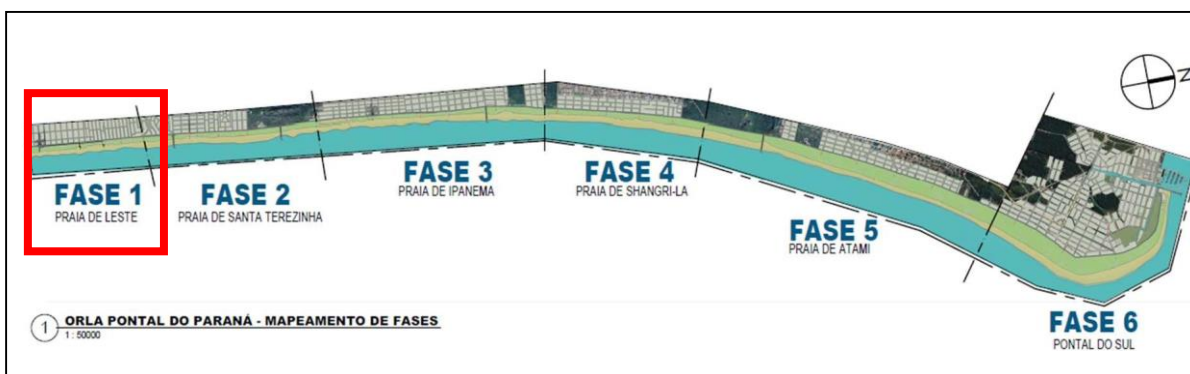 FASE 1
PRAIA DE LESTE
FASE 2
PRAIA DE SANTA TEREZINHA
FASE 3
PRAIA DE IPANEMA
FASE 4
PRAIA DE SHANGRI-LA
FASE 5
PRAIA DE ATAMI
FASE 6
PONTAL DO SUL
N
1 ORLA PONTAL DO PARANÁ - MAPEAMENTO DE FASES
1 : 50000